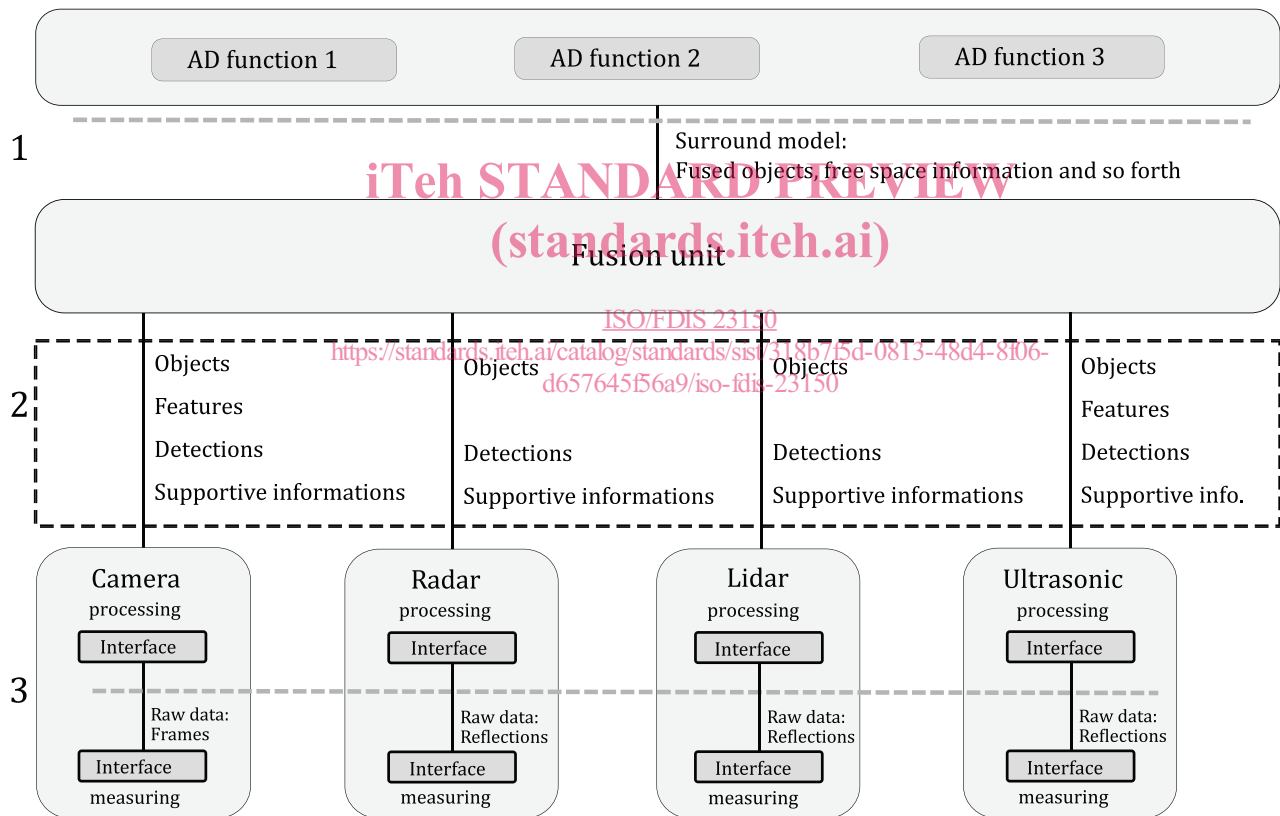 AD function 1
AD function 2
AD function 3
1
Surround model:
Fused objects, free space information and so forth
iTeh STANDARD PREVIEW
(standards.iteh.ai)
Fusion unit
ISO/FDIS 23150
https://standards.iteh.ai/catalog/standards/sist/318b7f5d-0813-48d4-8f06-
d657645f56a9/iso-fdis-23150
2
Objects
Features
Detections
Supportive informations
Objects
Detections
Supportive informations
Objects
Detections
Supportive informations
Objects
Features
Detections
Supportive info.
3
Camera
processing
Interface
Raw data:
Frames
Interface
measuring
Radar
processing
Interface
Raw data:
Reflections
Interface
measuring
Lidar
processing
Interface
Raw data:
Reflections
Interface
measuring
Ultrasonic
processing
Interface
Raw data:
Reflections
Interface
measuring